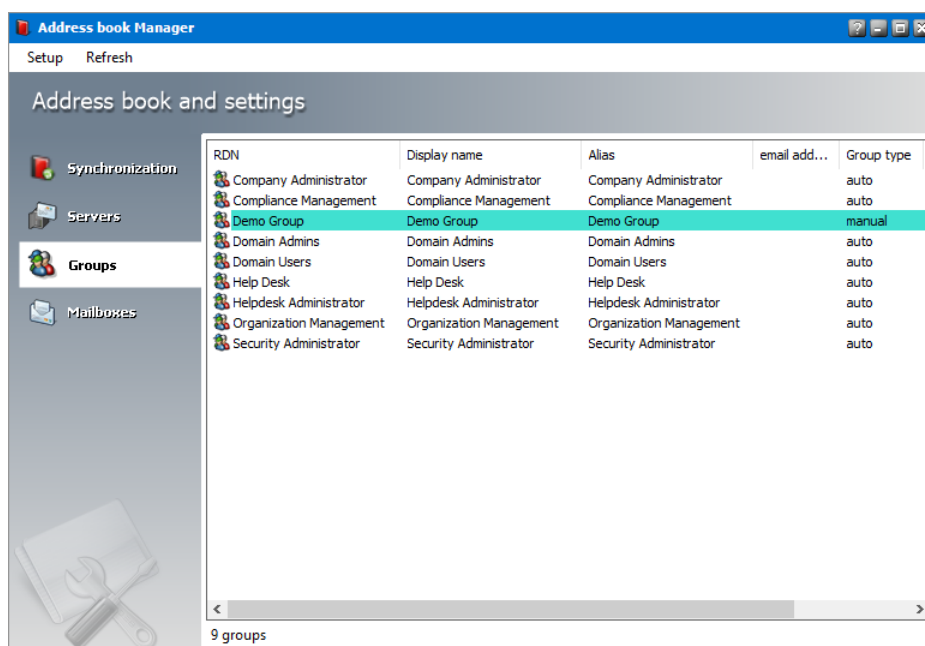 Address book Manager
Setup Refresh
Address book and settings
Synchronization
Servers
Groups
Mailboxes
RDN Display name Alias email add... Group type
Company Administrator Company Administrator Company Administrator auto
Compliance Management Compliance Management Compliance Management auto
Demo Group Demo Group Demo Group manual
Domain Admins Domain Admins Domain Admins auto
Domain Users Domain Users Domain Users auto
Help Desk Help Desk Help Desk auto
Helpdesk Administrator Helpdesk Administrator Helpdesk Administrator auto
Organization Management Organization Management Organization Management auto
Security Administrator Security Administrator Security Administrator auto
9 groups